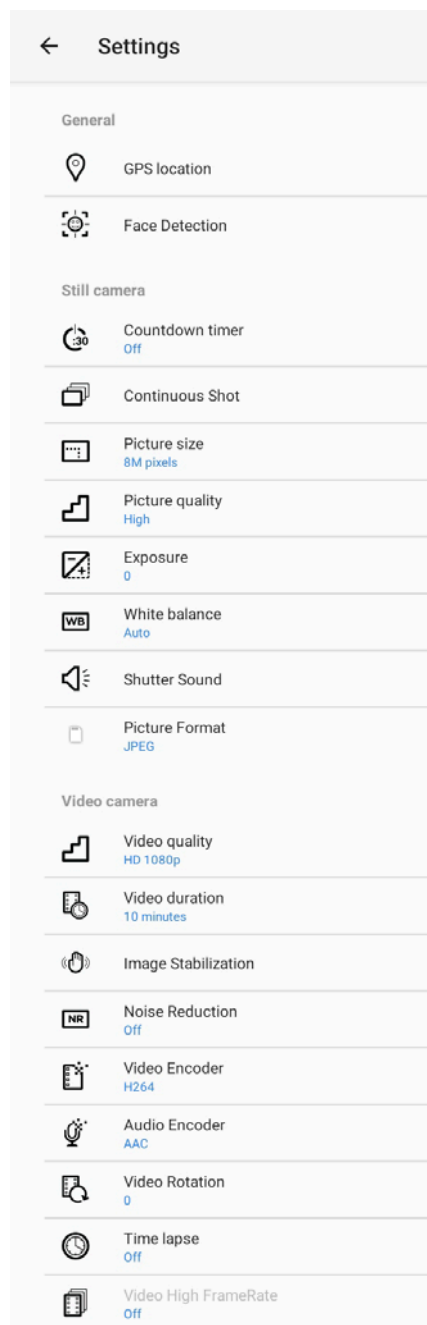 Settings
General
GPS location
Face Detection
Still camera
:30
Countdown timer
Off
Continuous Shot
Picture size
8M pixels
Picture quality
High
Exposure
0
WB
White balance
Auto
Shutter Sound
Picture Format
JPEG
Video camera
Video quality
HD 1080p
Video duration
10 minutes
Image Stabilization
NR
Noise Reduction
Off
Video Encoder
H264
Audio Encoder
AAC
Video Rotation
0
Time lapse
Off
Video High FrameRate
Off